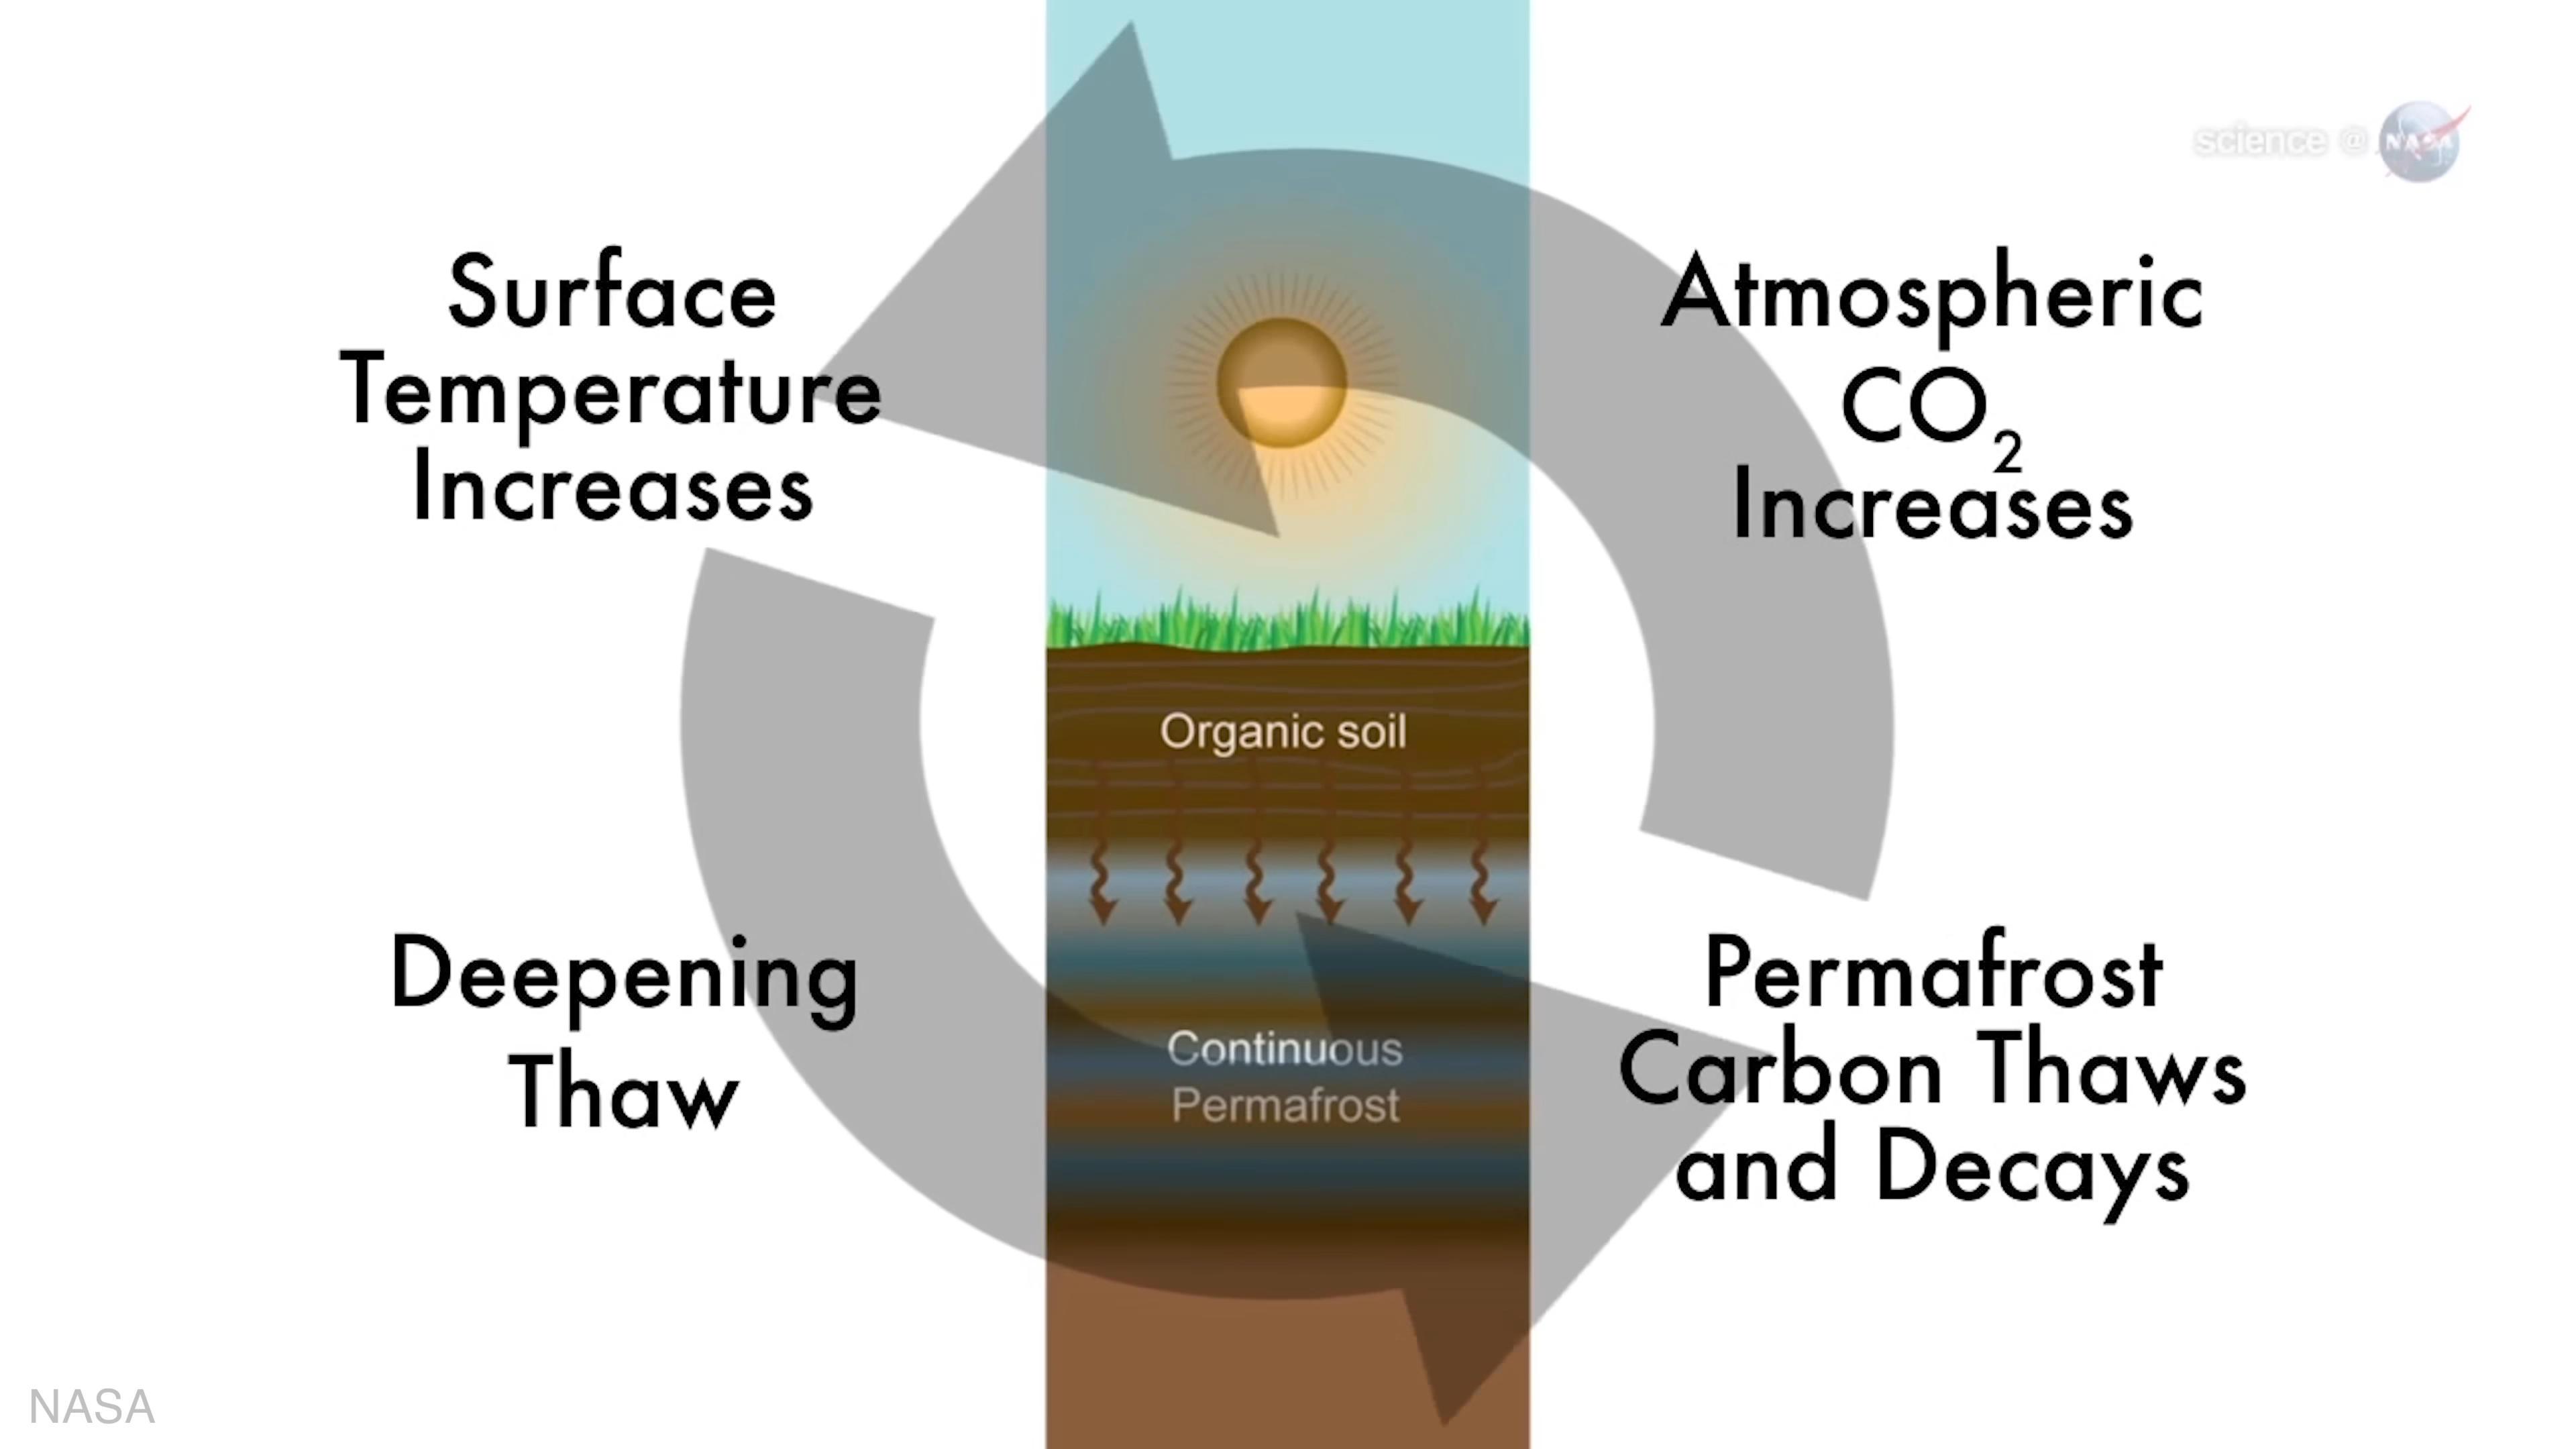 science @ NASA
Surface
Temperature
Increases
Atmospheric
CO₂
Increases
Organic soil
Deepening
Thaw
Continuous
Permafrost
Permafrost
Carbon Thaws
and Decays
NASA